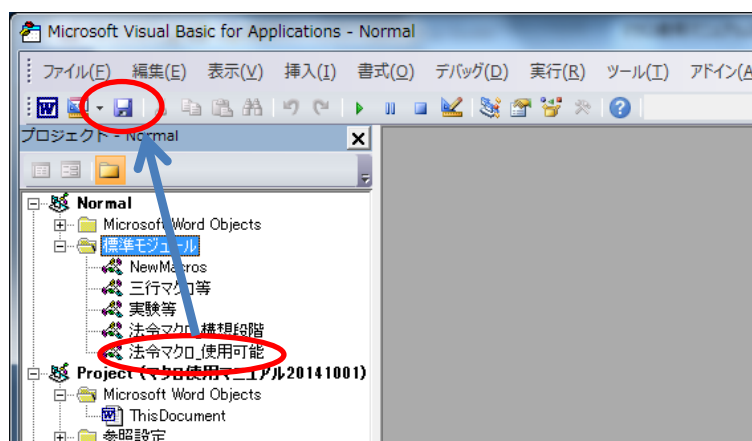 Microsoft Visual Basic for Applications - Normal
ファイル(F) 編集(E) 表示(V) 挿入(I) 書式(O) デバッグ(D) 実行(R) ツール(T) アドイン(A
プロジェクト - Normal
Normal
Microsoft Word Objects
標準モジュール
NewMacros
三行マクロ等
実験等
法令マクロ_構想段階
法令マクロ_使用可能
Project (マクロ使用マニュアル20141001)
Microsoft Word Objects
ThisDocument
参照設定